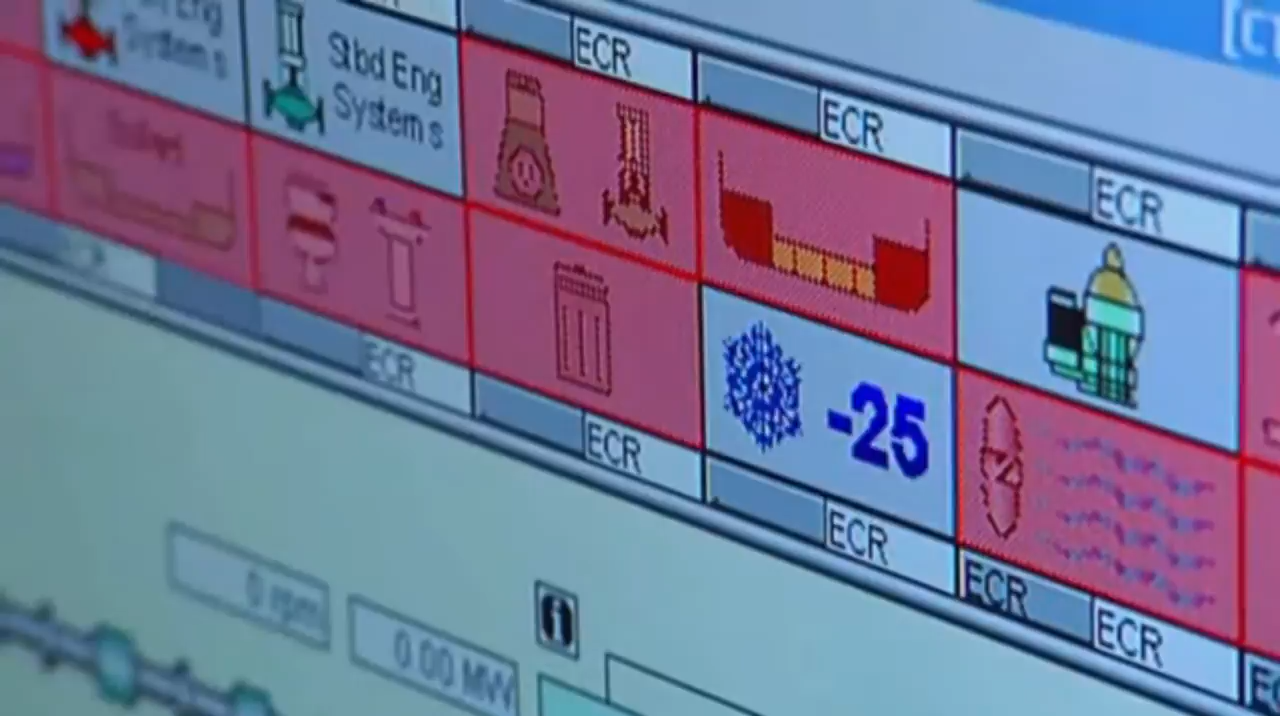 Eng
Systems
Stbd Eng
Systems
ECR
ECR
ECR
-25
ECR
ECR
ECR
ECR
ECR
0 rpm
0.00 MW
i